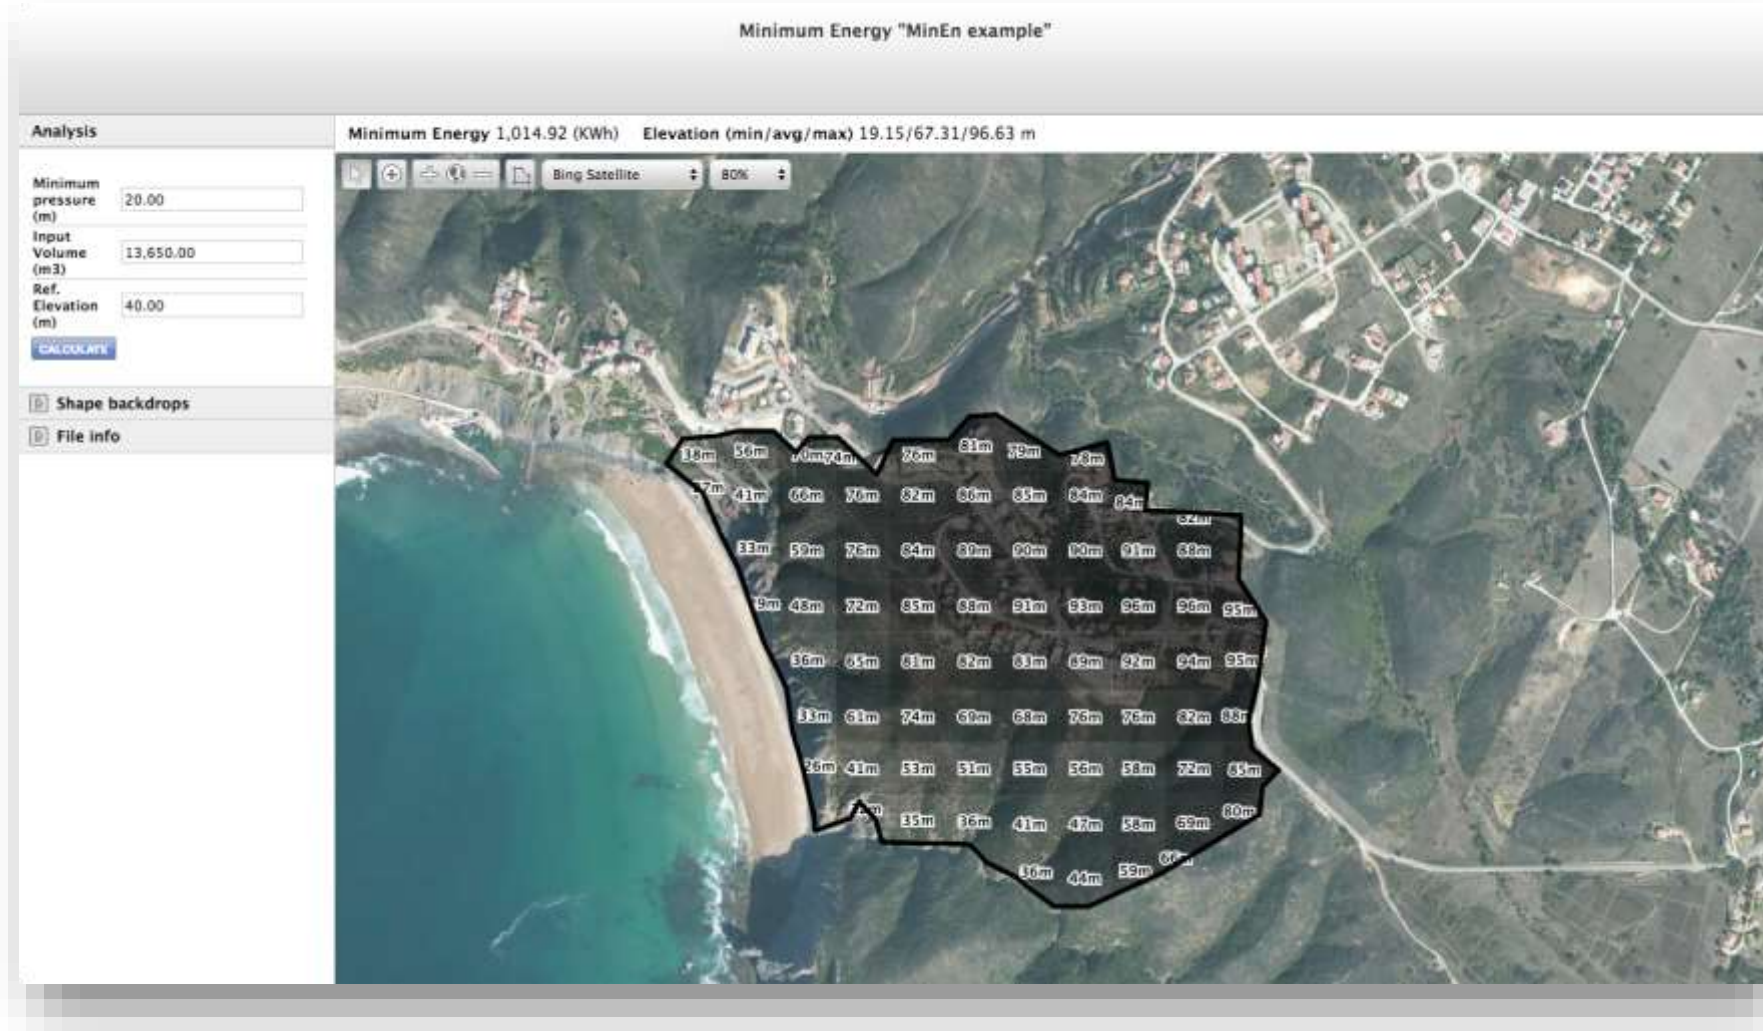 Minimum Energy "MinEn example"
Analysis
Minimum Energy 1,014.92 (KWh) Elevation (min/avg/max) 19.15/67.31/96.63 m
Bing Satellite 80%
Minimum
pressure
(m)
20.00
Input
Volume
(m3)
13,650.00
Ref.
Elevation
(m)
40.00
CALCULATE
Shape backdrops
File info
38m 56m 74m 76m 81m 79m 78m
41m 66m 76m 82m 86m 85m 84m 84m
82m
33m 59m 76m 84m 89m 90m 90m 91m 88m
9m 48m 72m 85m 88m 91m 93m 96m 96m 95m
36m 65m 81m 82m 83m 89m 92m 94m 95m
33m 61m 74m 69m 68m 76m 76m 82m 88m
26m 41m 53m 51m 55m 56m 58m 72m 85m
35m 36m 41m 47m 58m 69m 80m
36m 44m 59m 66m